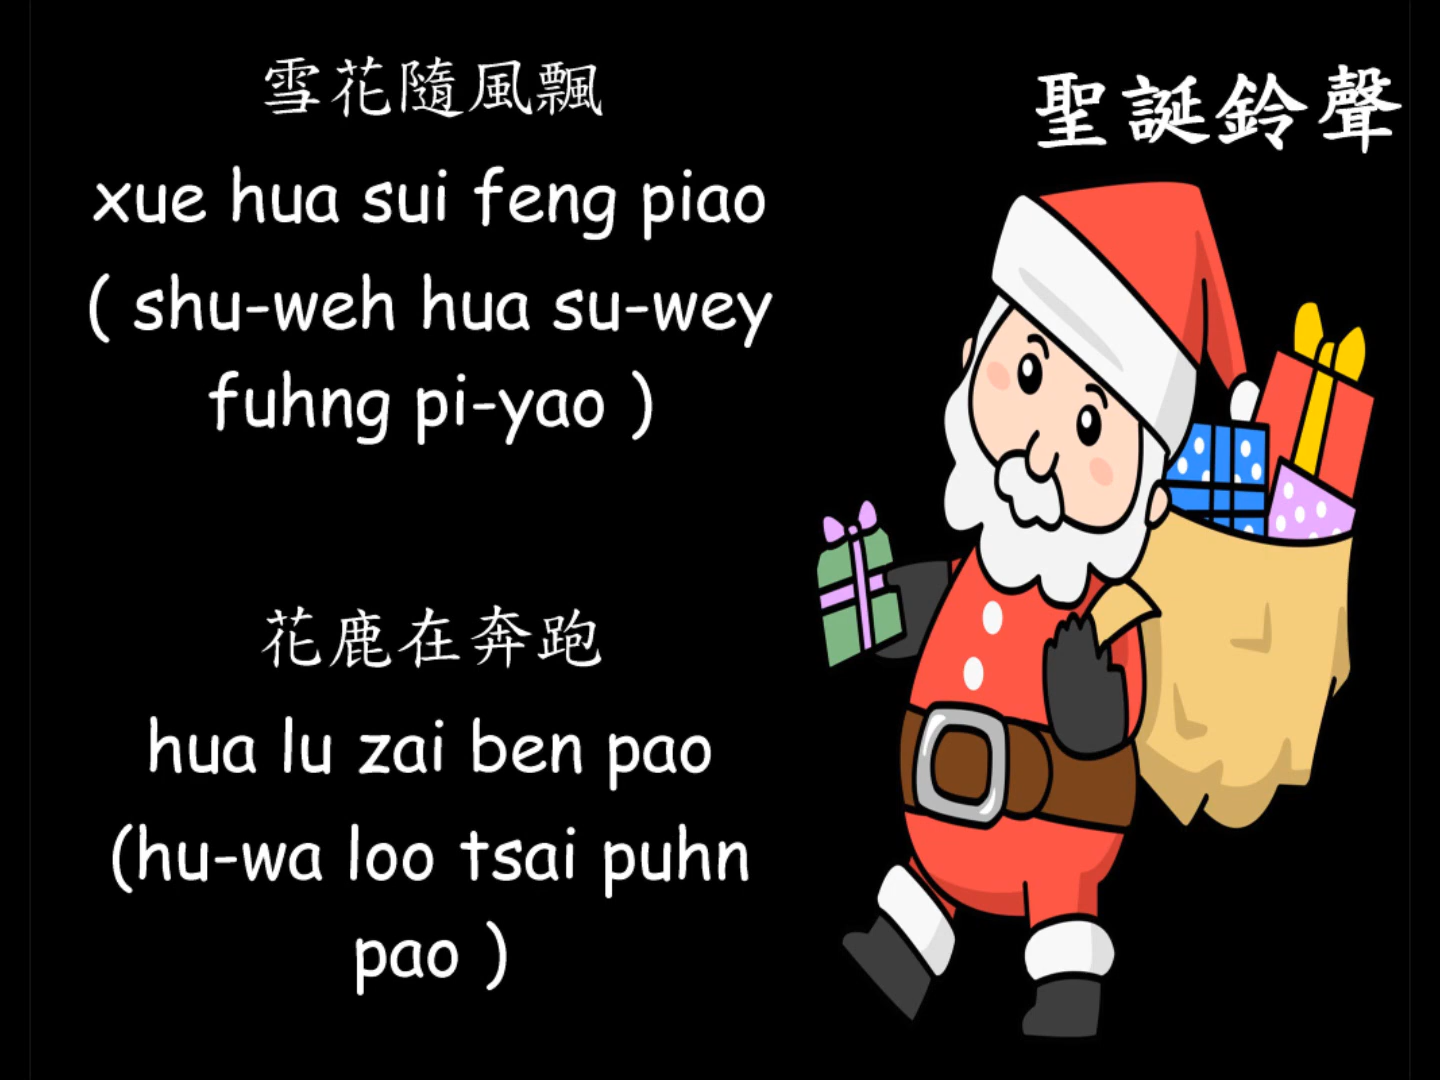 聖誕鈴聲
雪花隨風飄
xue hua sui feng piao
( shu-weh hua su-wey
fuhng pi-yao )
花鹿在奔跑
hua lu zai ben pao
(hu-wa loo tsai puhn
pao )